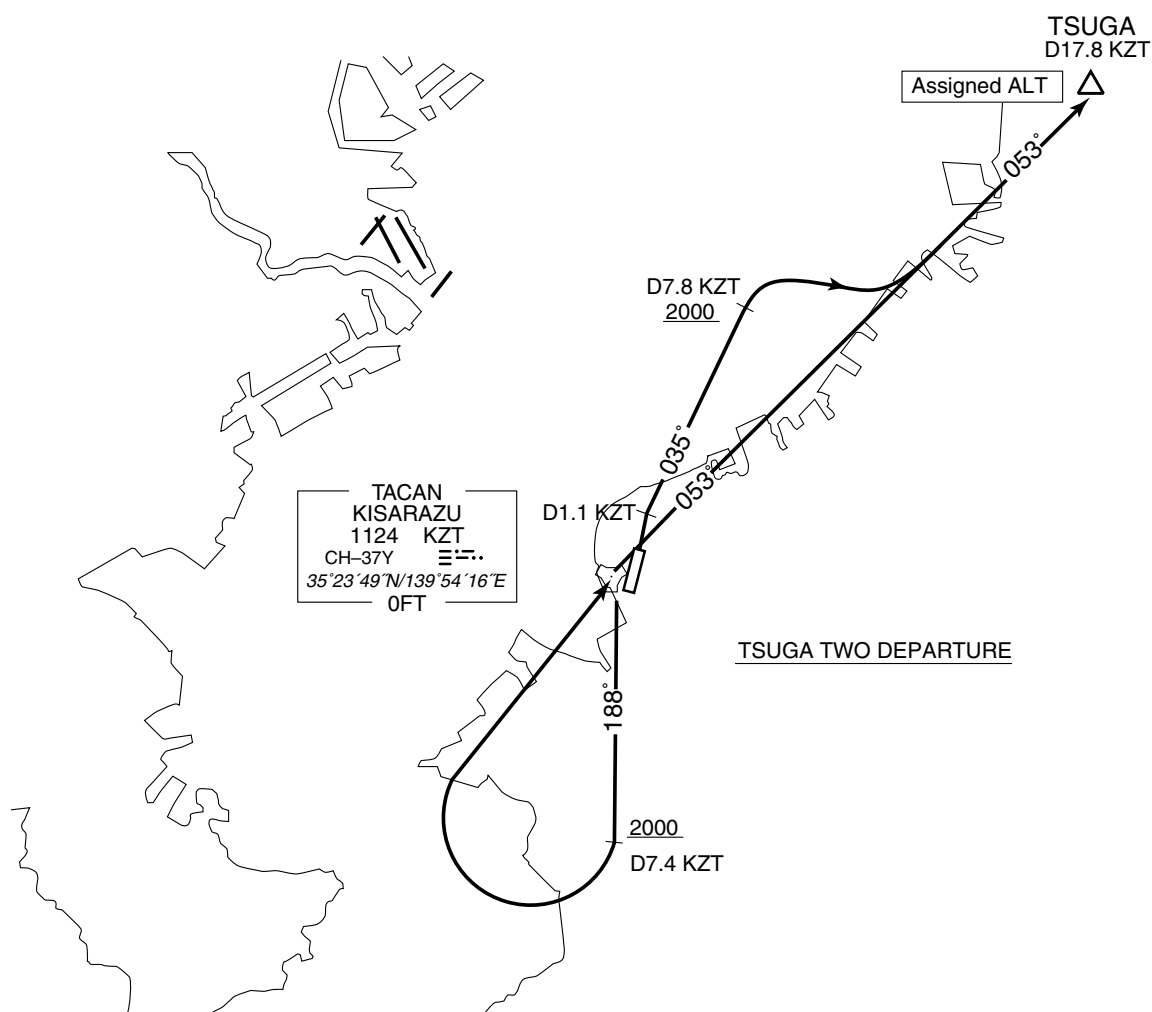 TSUGA
D17.8 KZT
Assigned ALT
053°
D7.8 KZT
2000
035°
053°
D1.1 KZT
TACAN
KISARAZU
1124 KZT
CH–37Y
35°23´49˝N/139°54´16˝E
0FT
TSUGA TWO DEPARTURE
188°
2000
D7.4 KZT